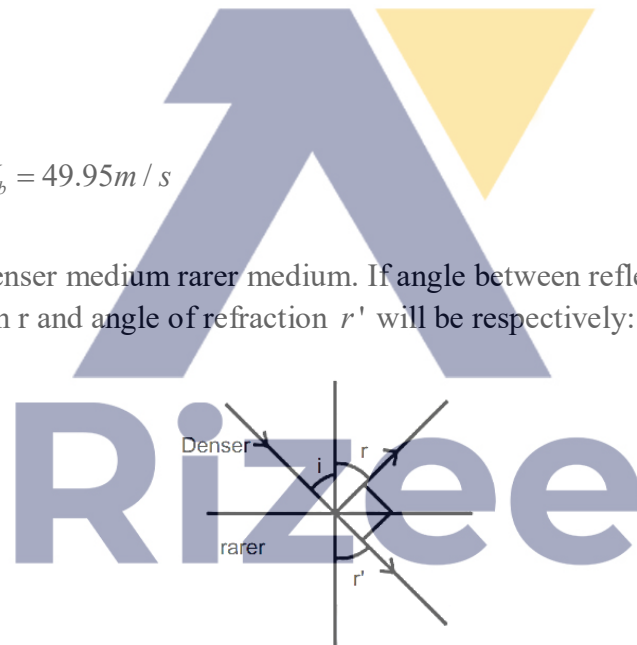 b = 49.95m / s
enser medium rarer medium. If angle between refle
n r and angle of refraction r' will be respectively:
Denser
i
r
rarer
r'
Rizee